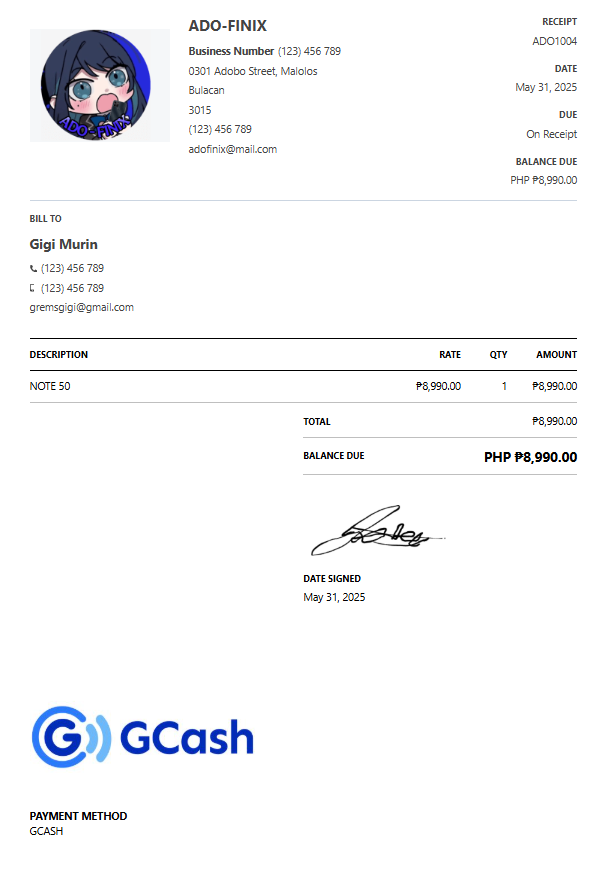 ADO-FINIX
ADO-FINIX
Business Number (123) 456 789
0301 Adobo Street, Malolos
Bulacan
3015
(123) 456 789
adofinix@mail.com
RECEIPT
ADO1004
DATE
May 31, 2025
DUE
On Receipt
BALANCE DUE
PHP ₱8,990.00
BILL TO
Gigi Murin
(123) 456 789
(123) 456 789
gremsgigi@gmail.com
DESCRIPTION RATE QTY AMOUNT
NOTE 50 ₱8,990.00 1 ₱8,990.00
TOTAL ₱8,990.00
BALANCE DUE PHP ₱8,990.00
DATE SIGNED
May 31, 2025
GCash
PAYMENT METHOD
GCASH